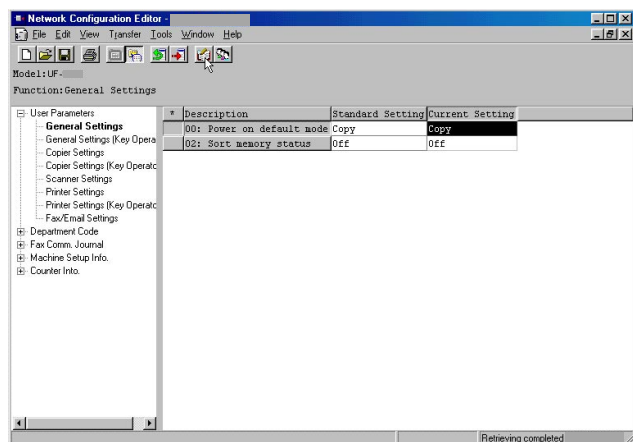 Network Configuration Editor -
File Edit View Transfer Tools Window Help
Model:UF-
Function:General Settings
User Parameters
General Settings
General Settings (Key Opera
Copier Settings
Copier Settings (Key Operato
Scanner Settings
Printer Settings
Printer Settings (Key Operato
Fax/Email Settings
Department Code
Fax Comm. Journal
Machine Setup Info.
Counter Into.
* Description Standard Setting Current Setting
00: Power on default mode Copy Copy
02: Sort memory status Off Off
Retrieving completed